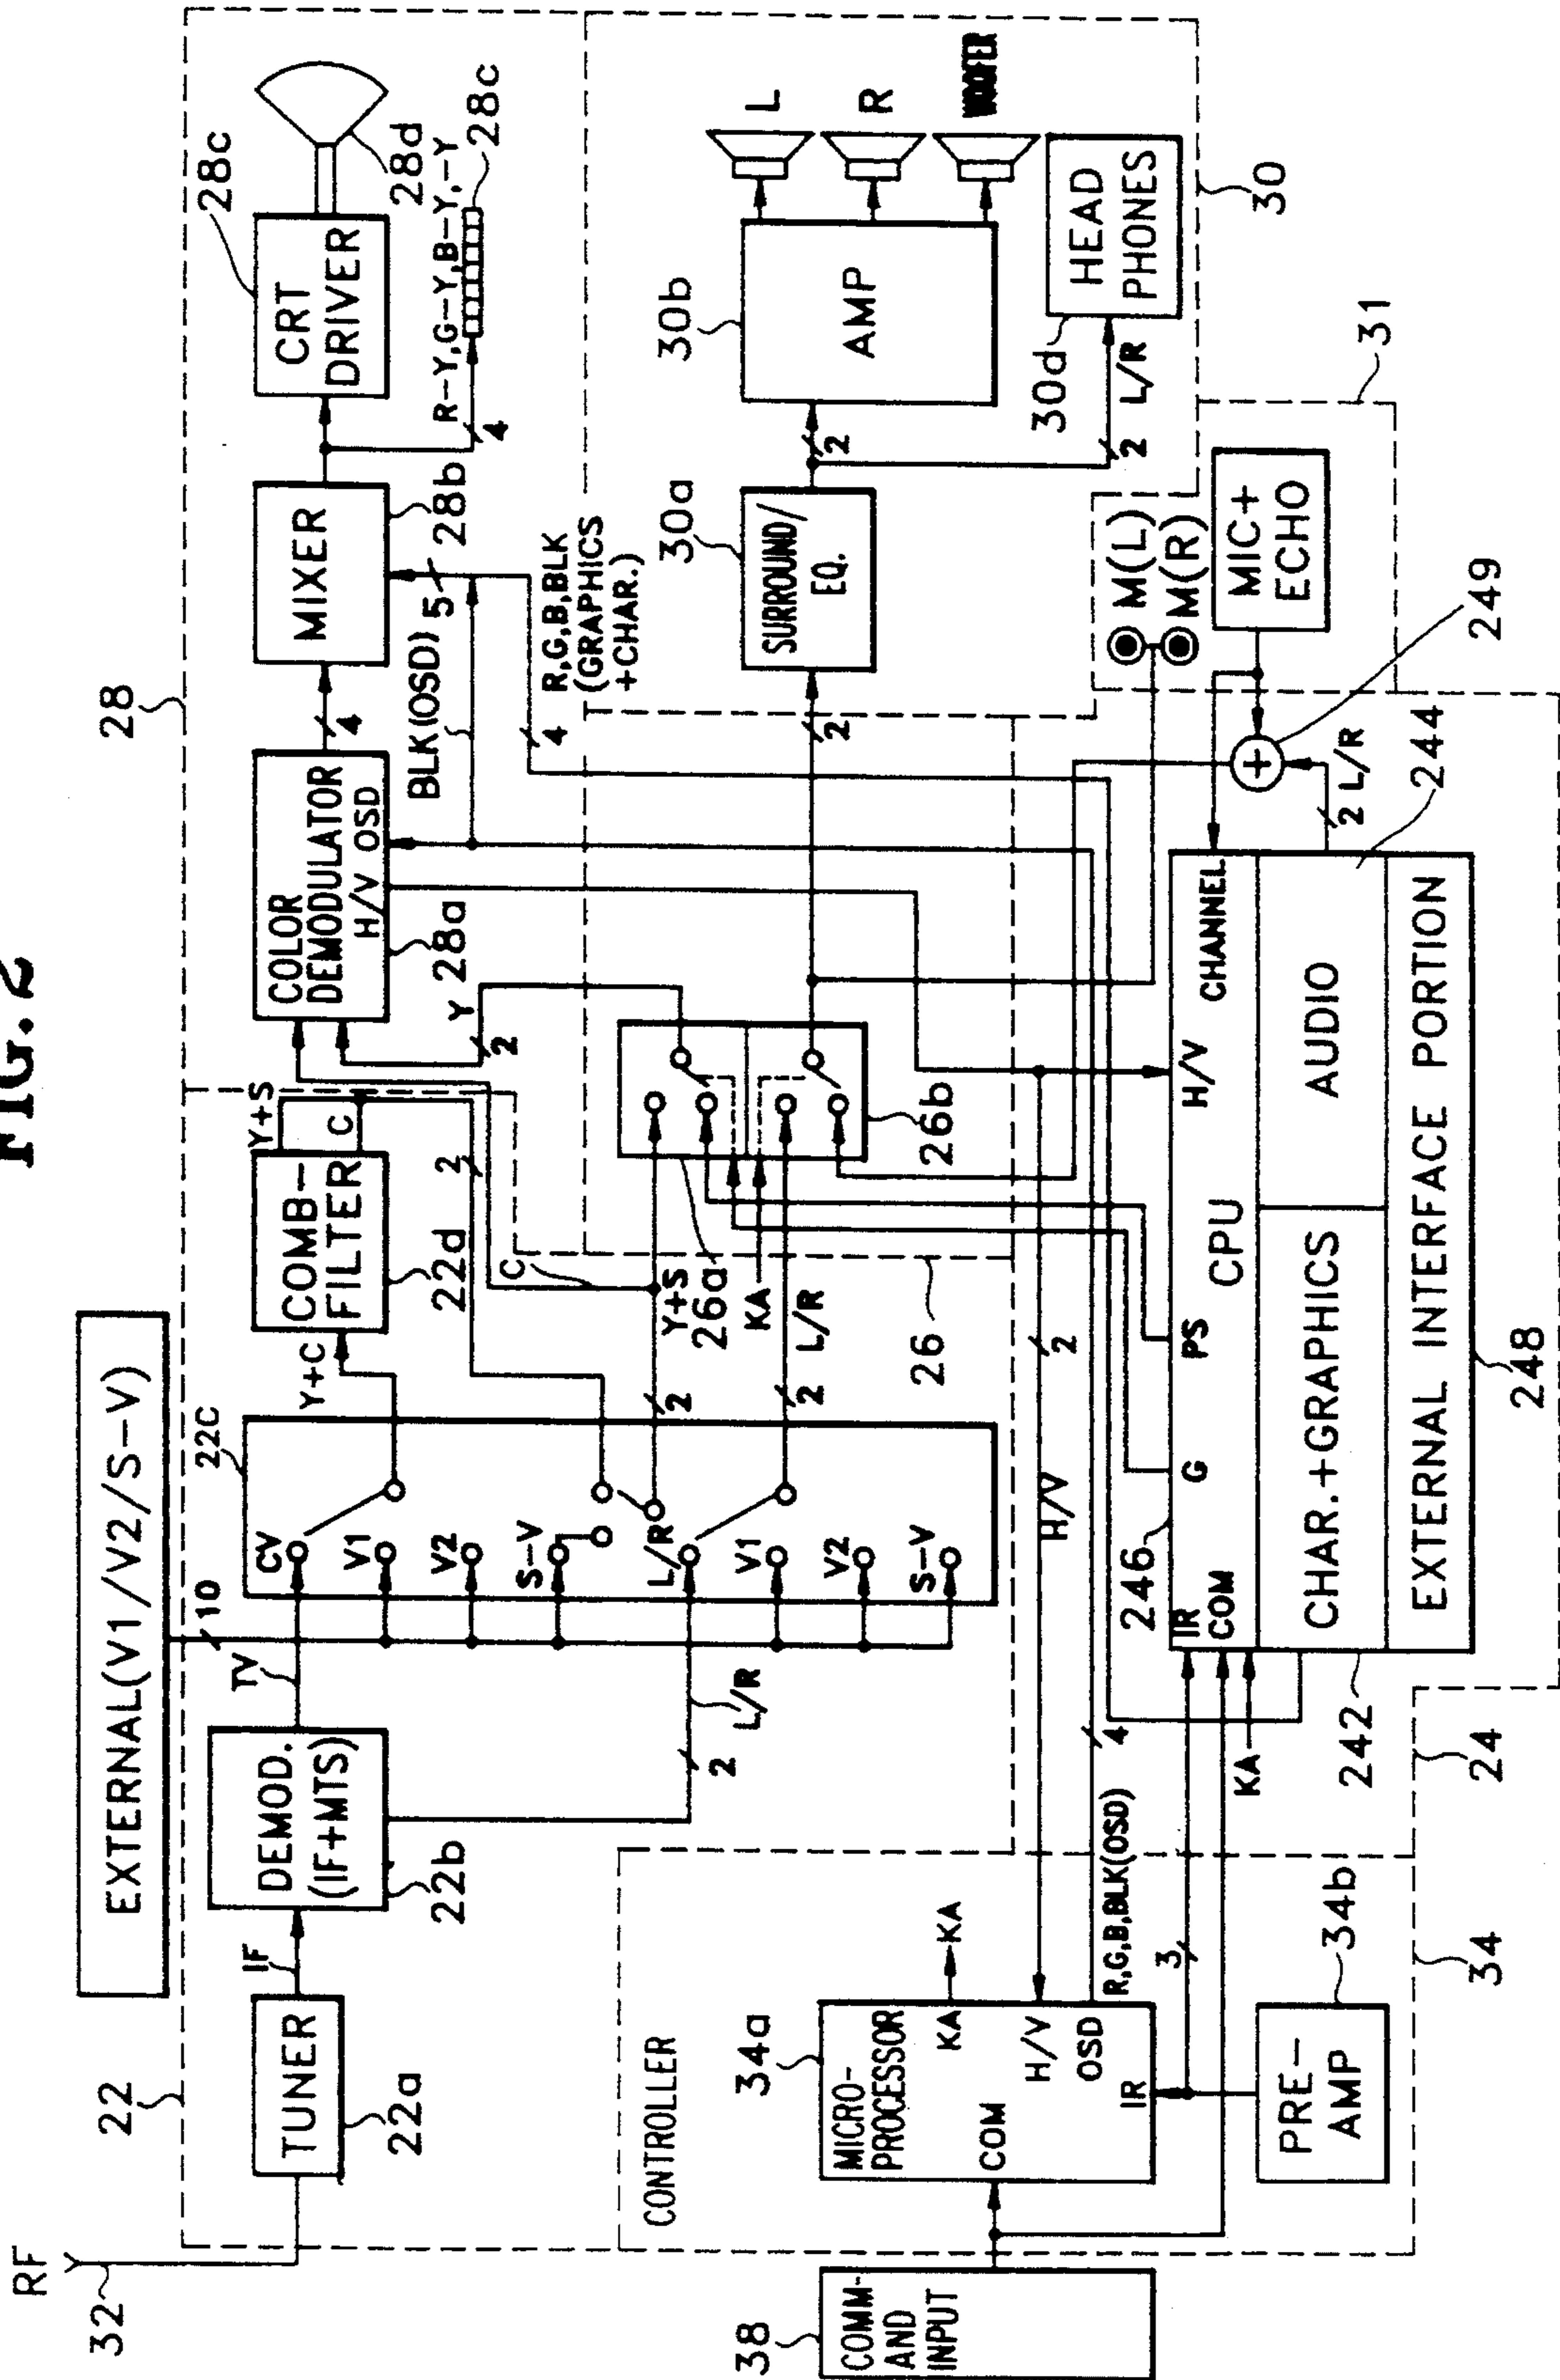 FIG. 2
RF
32
22
EXTERNAL(V1/V2/S-V)
10
TUNER
22a
IF
DEMOD.
(IF+MTS)
22b
TV
2
L/R
22C
CV
V1
V2
S-V
L/R
V1
V2
S-V
Y+C
COMB-
FILTER
22d
Y+S
C
2
C
2
Y+S
26a
KA
2
L/R
26
26b
Y
2
28
COLOR
DEMODULATOR
H/V OSD
28a
4
BLK(OSD)
5
MIXER
28b
4
R,G,B,BLK
(GRAPHICS
+CHAR.)
CRT
DRIVER
28c
28d
R-Y,G-Y,B-Y,-Y
4
28c
2
SURROUND/
EQ.
30a
2
AMP
30b
L
R
WOOFER
2 L/R
HEAD
PHONES
30d
30
31
M(L)
M(R)
MIC+
ECHO
249
2 L/R
244
CONTROLLER
38
COMM-
AND
INPUT
34a
MICRO-
PROCESSOR
COM
KA
KA
H/V
OSD
IR
R,G,B,BLK(OSD)
4
H/V
2
3
PRE-
AMP
34b
34
24
KA
246
IR
COM
G
PS
CPU
H/V
CHANNEL
CHAR.+GRAPHICS
AUDIO
EXTERNAL INTERFACE PORTION
242
248